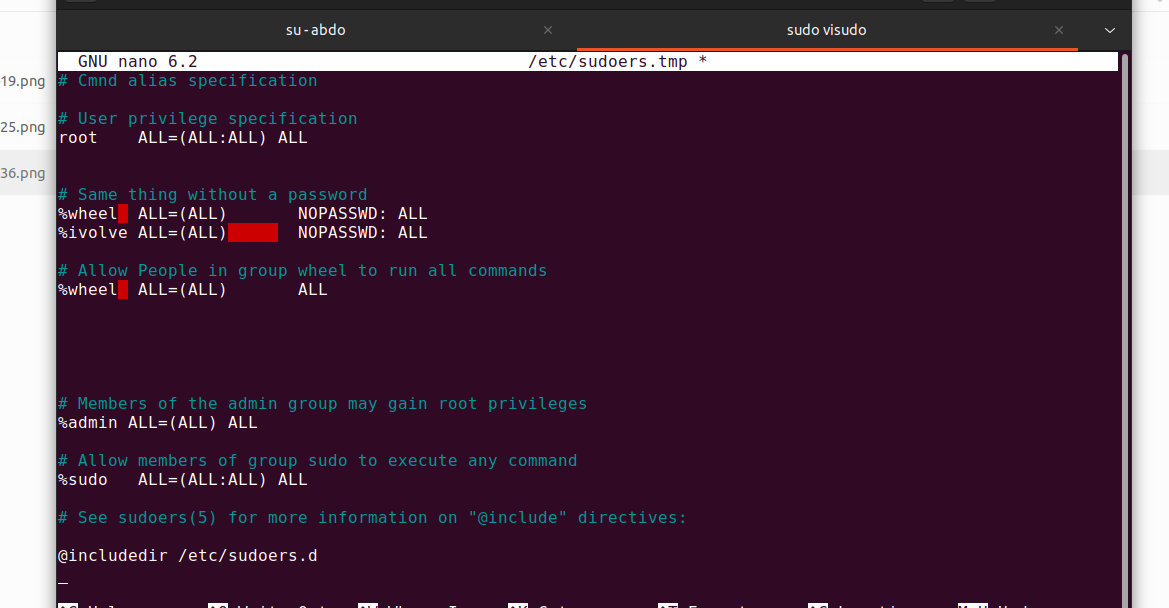 su - abdo
sudo visudo
19.png
25.png
36.png
GNU nano 6.2 /etc/sudoers.tmp *
# Cmnd alias specification
# User privilege specification
root ALL=(ALL:ALL) ALL
# Same thing without a password
%wheel ALL=(ALL) NOPASSWD: ALL
%ivolve ALL=(ALL) NOPASSWD: ALL
# Allow People in group wheel to run all commands
%wheel ALL=(ALL) ALL
# Members of the admin group may gain root privileges
%admin ALL=(ALL) ALL
# Allow members of group sudo to execute any command
%sudo ALL=(ALL:ALL) ALL
# See sudoers(5) for more information on "@include" directives:
@includedir /etc/sudoers.d